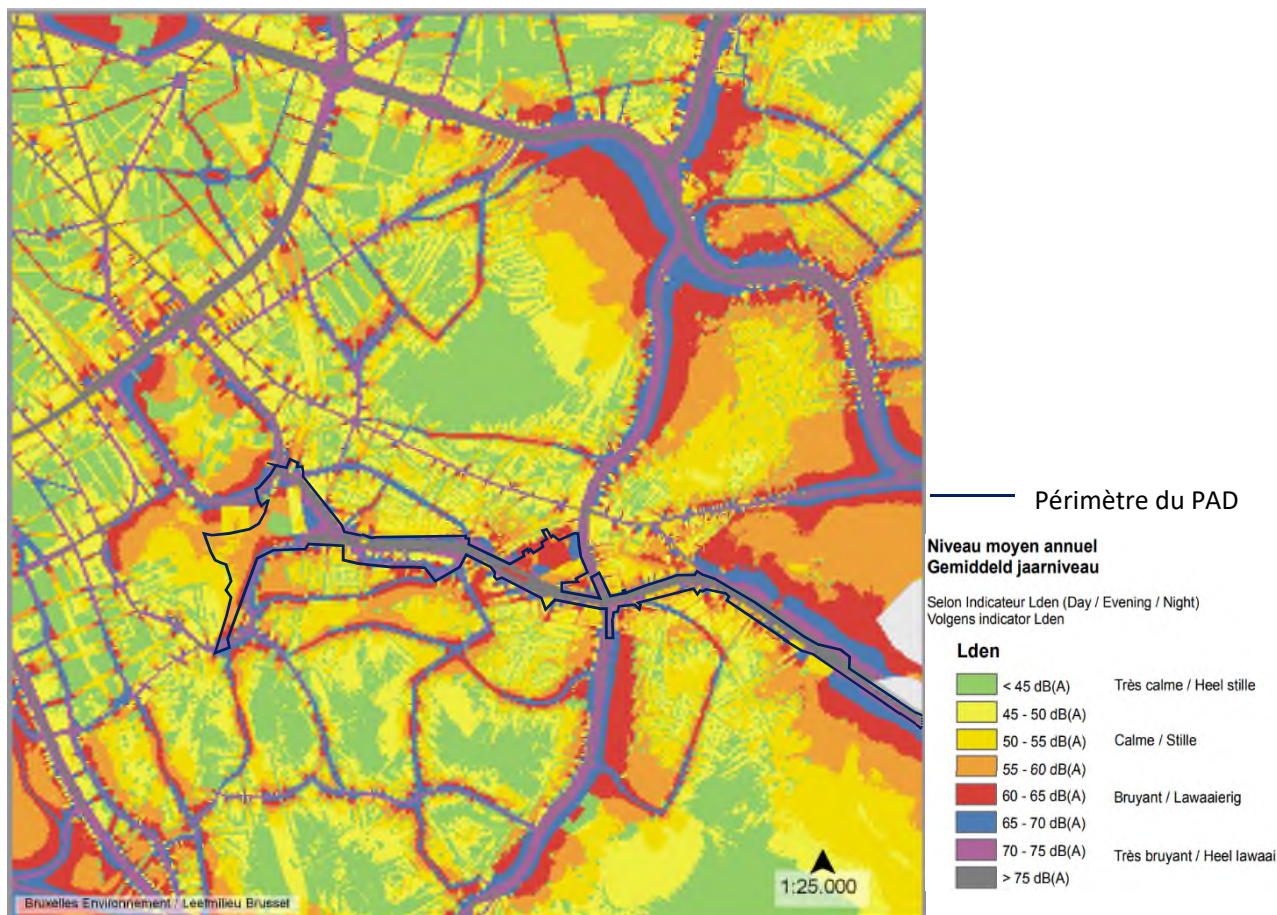 Périmètre du PAD
Niveau moyen annuel
Gemiddeld jaarniveau
Selon Indicateur Lden (Day / Evening / Night)
Volgens indicator Lden
Lden
< 45 dB(A) Très calme / Heel stille
45 - 50 dB(A)
50 - 55 dB(A) Calme / Stille
55 - 60 dB(A)
60 - 65 dB(A) Bruyant / Lawaaierig
65 - 70 dB(A)
70 - 75 dB(A) Très bruyant / Heel lawaai
> 75 dB(A)
1:25.000
Bruxelles Environnement / Leefmilieu Brussel